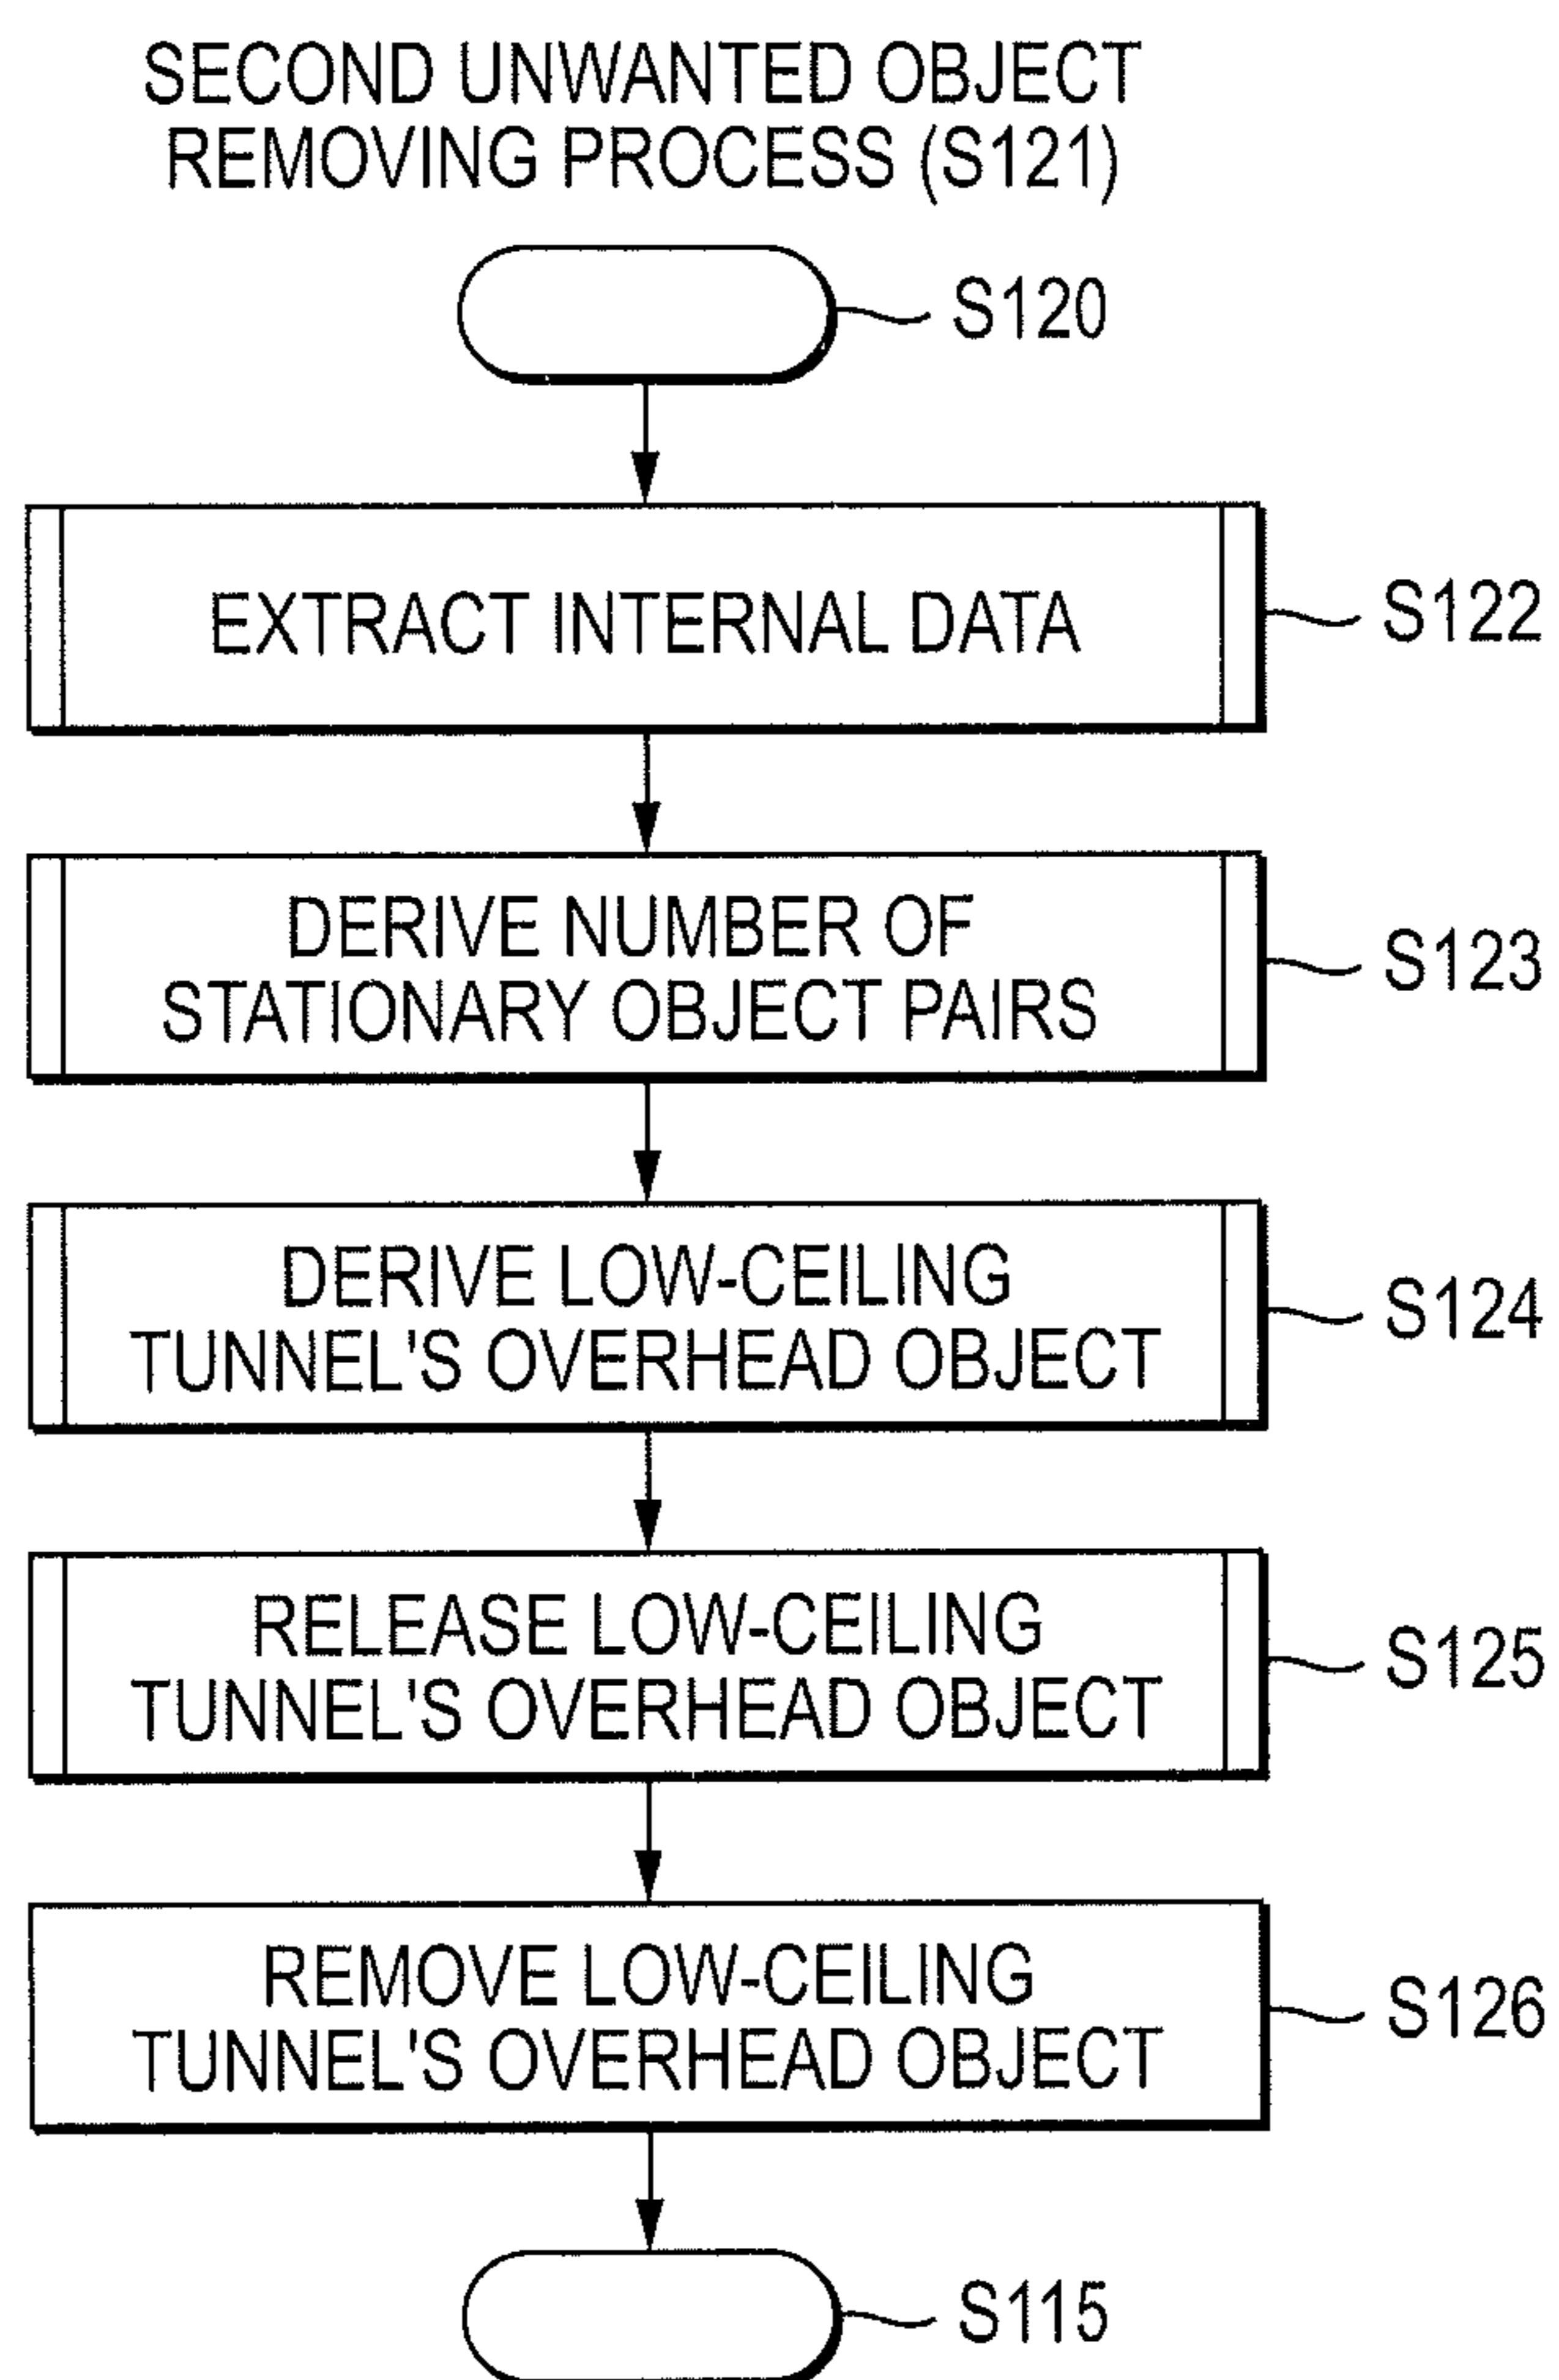 SECOND UNWANTED OBJECT
REMOVING PROCESS (S121)
S120
EXTRACT INTERNAL DATA
S122
DERIVE NUMBER OF
STATIONARY OBJECT PAIRS
S123
DERIVE LOW-CEILING
TUNNEL'S OVERHEAD OBJECT
S124
RELEASE LOW-CEILING
TUNNEL'S OVERHEAD OBJECT
S125
REMOVE LOW-CEILING
TUNNEL'S OVERHEAD OBJECT
S126
S115